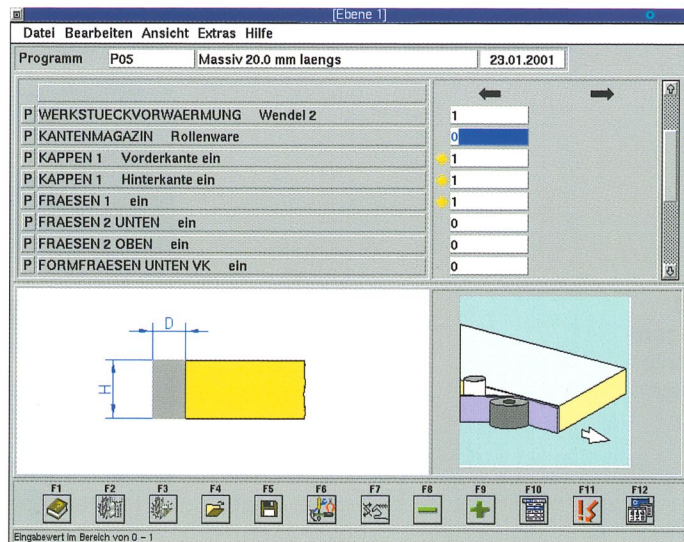 [Ebene 1]
Datei Bearbeiten Ansicht Extras Hilfe
Programm P05 Massiv 20.0 mm laengs 23.01.2001
P WERKSTUECKVORWAERMUNG Wendel 2 1
P KANTENMAGAZIN Rollenware 0
P KAPPEN 1 Vorderkante ein 1
P KAPPEN 1 Hinterkante ein 1
P FRAESEN 1 ein 1
P FRAESEN 2 UNTEN ein 0
P FRAESEN 2 OBEN ein 0
P FORMFRAESEN UNTEN VK ein 0
D
H
F1 F2 F3 F4 F5 F6 F7 F8 F9 F10 F11 F12
Eingabewert im Bereich von 0 - 1